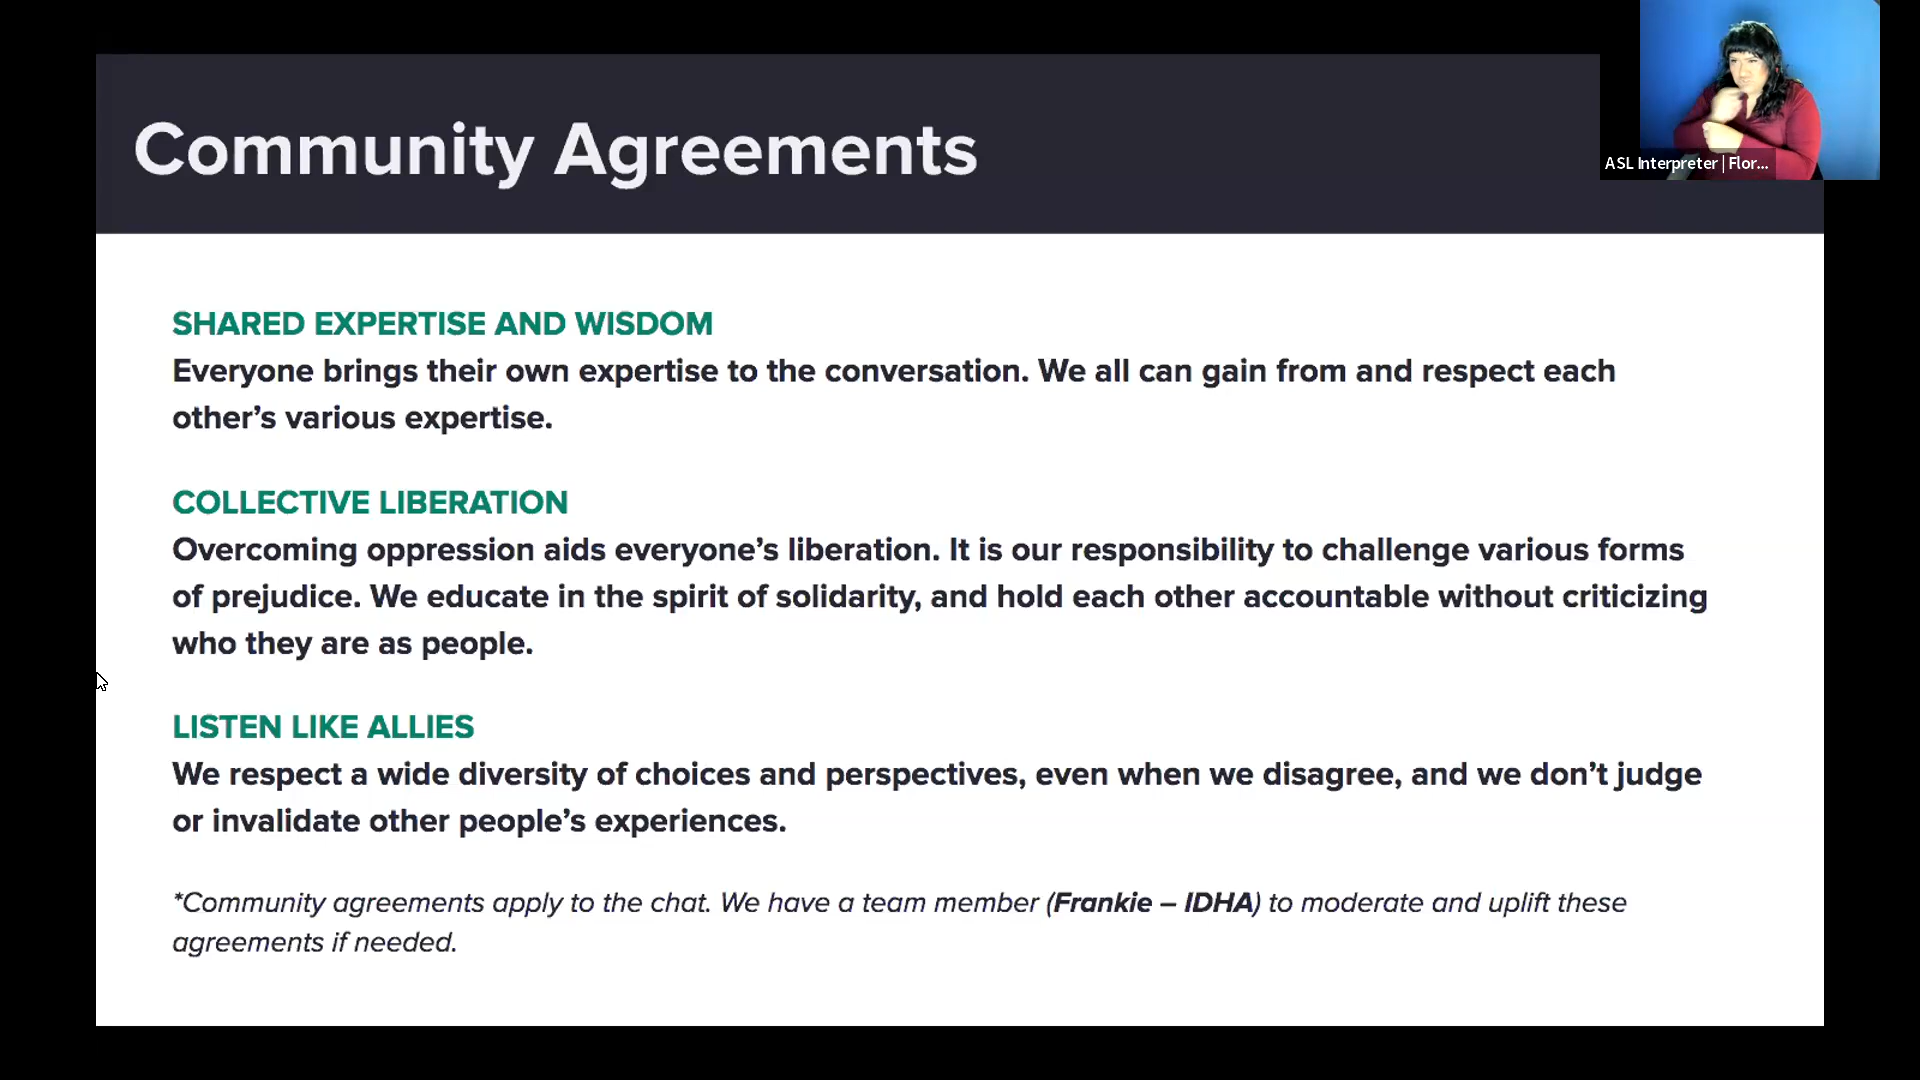 Community Agreements
ASL Interpreter | Flor...
SHARED EXPERTISE AND WISDOM
Everyone brings their own expertise to the conversation. We all can gain from and respect each
other’s various expertise.
COLLECTIVE LIBERATION
Overcoming oppression aids everyone’s liberation. It is our responsibility to challenge various forms
of prejudice. We educate in the spirit of solidarity, and hold each other accountable without criticizing
who they are as people.
LISTEN LIKE ALLIES
We respect a wide diversity of choices and perspectives, even when we disagree, and we don’t judge
or invalidate other people’s experiences.
*Community agreements apply to the chat. We have a team member (Frankie – IDHA) to moderate and uplift these
agreements if needed.